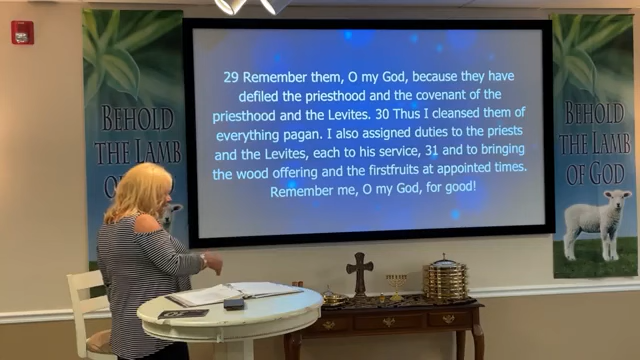 BEHOLD
THE LAMB
OF
29 Remember them, O my God, because they have
defiled the priesthood and the covenant of the
priesthood and the Levites. 30 Thus I cleansed them of
everything pagan. I also assigned duties to the priests
and the Levites, each to his service, 31 and to bringing
the wood offering and the firstfruits at appointed times.
Remember me, O my God, for good!
BEHOLD
THE LAMB
OF GOD